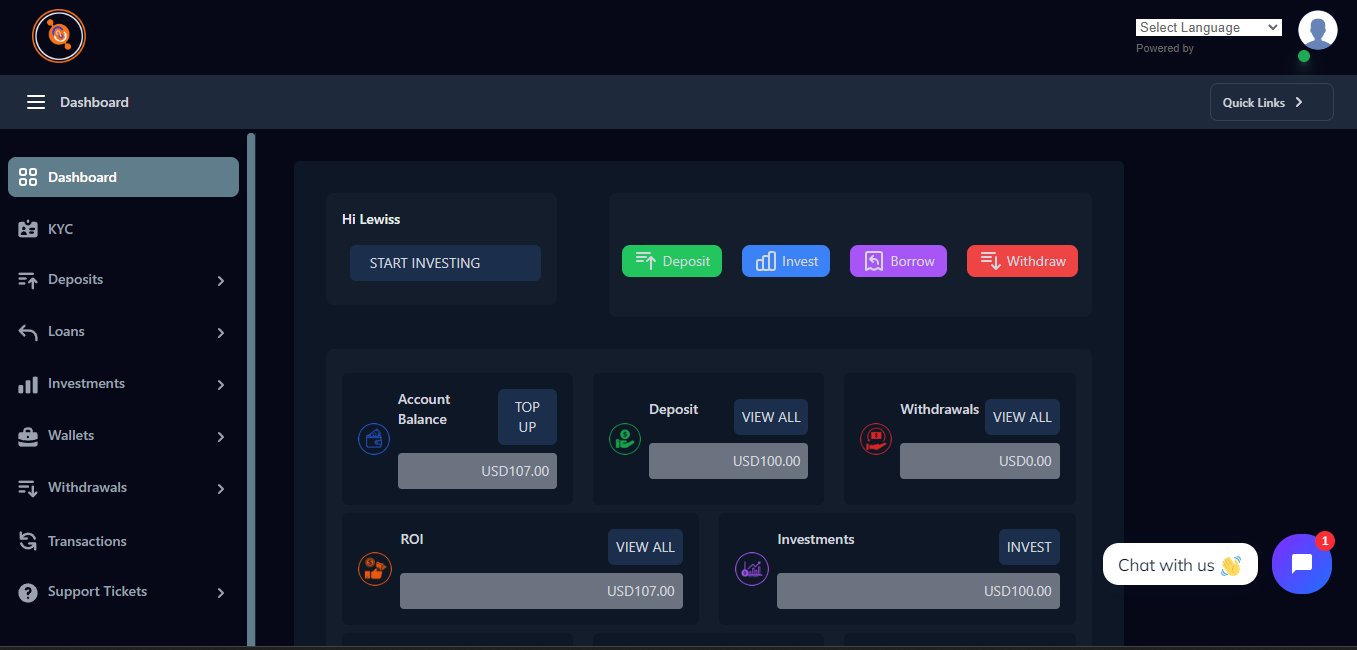 Select Language
Powered by
Dashboard
Quick Links
Dashboard
KYC
Deposits
Loans
Investments
Wallets
Withdrawals
Transactions
Support Tickets
Hi Lewiss
START INVESTING
Deposit
Invest
Borrow
Withdraw
Account
Balance
TOP
UP
USD107.00
Deposit
VIEW ALL
USD100.00
Withdrawals
VIEW ALL
USD0.00
ROI
VIEW ALL
USD107.00
Investments
INVEST
USD100.00
Chat with us 👋
1